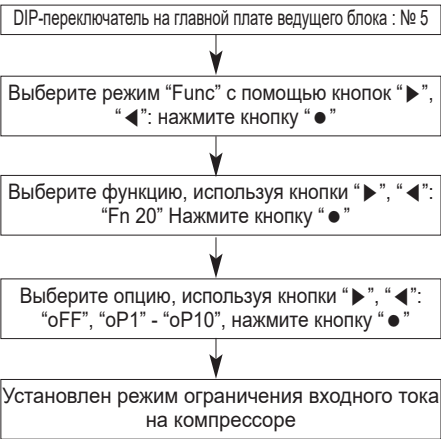 DIP-переключатель на главной плате ведущего блока : № 5
Выберите режим “Func” с помощью кнопок “▶”,
“◀”: нажмите кнопку “●”
Выберите функцию, используя кнопки “▶”, “◀”:
“Fn 20” Нажмите кнопку “●”
Выберите опцию, используя кнопки “▶”, “◀”:
“oFF”, “oP1” - “oP10”, нажмите кнопку “●”
Установлен режим ограничения входного тока
на компрессоре